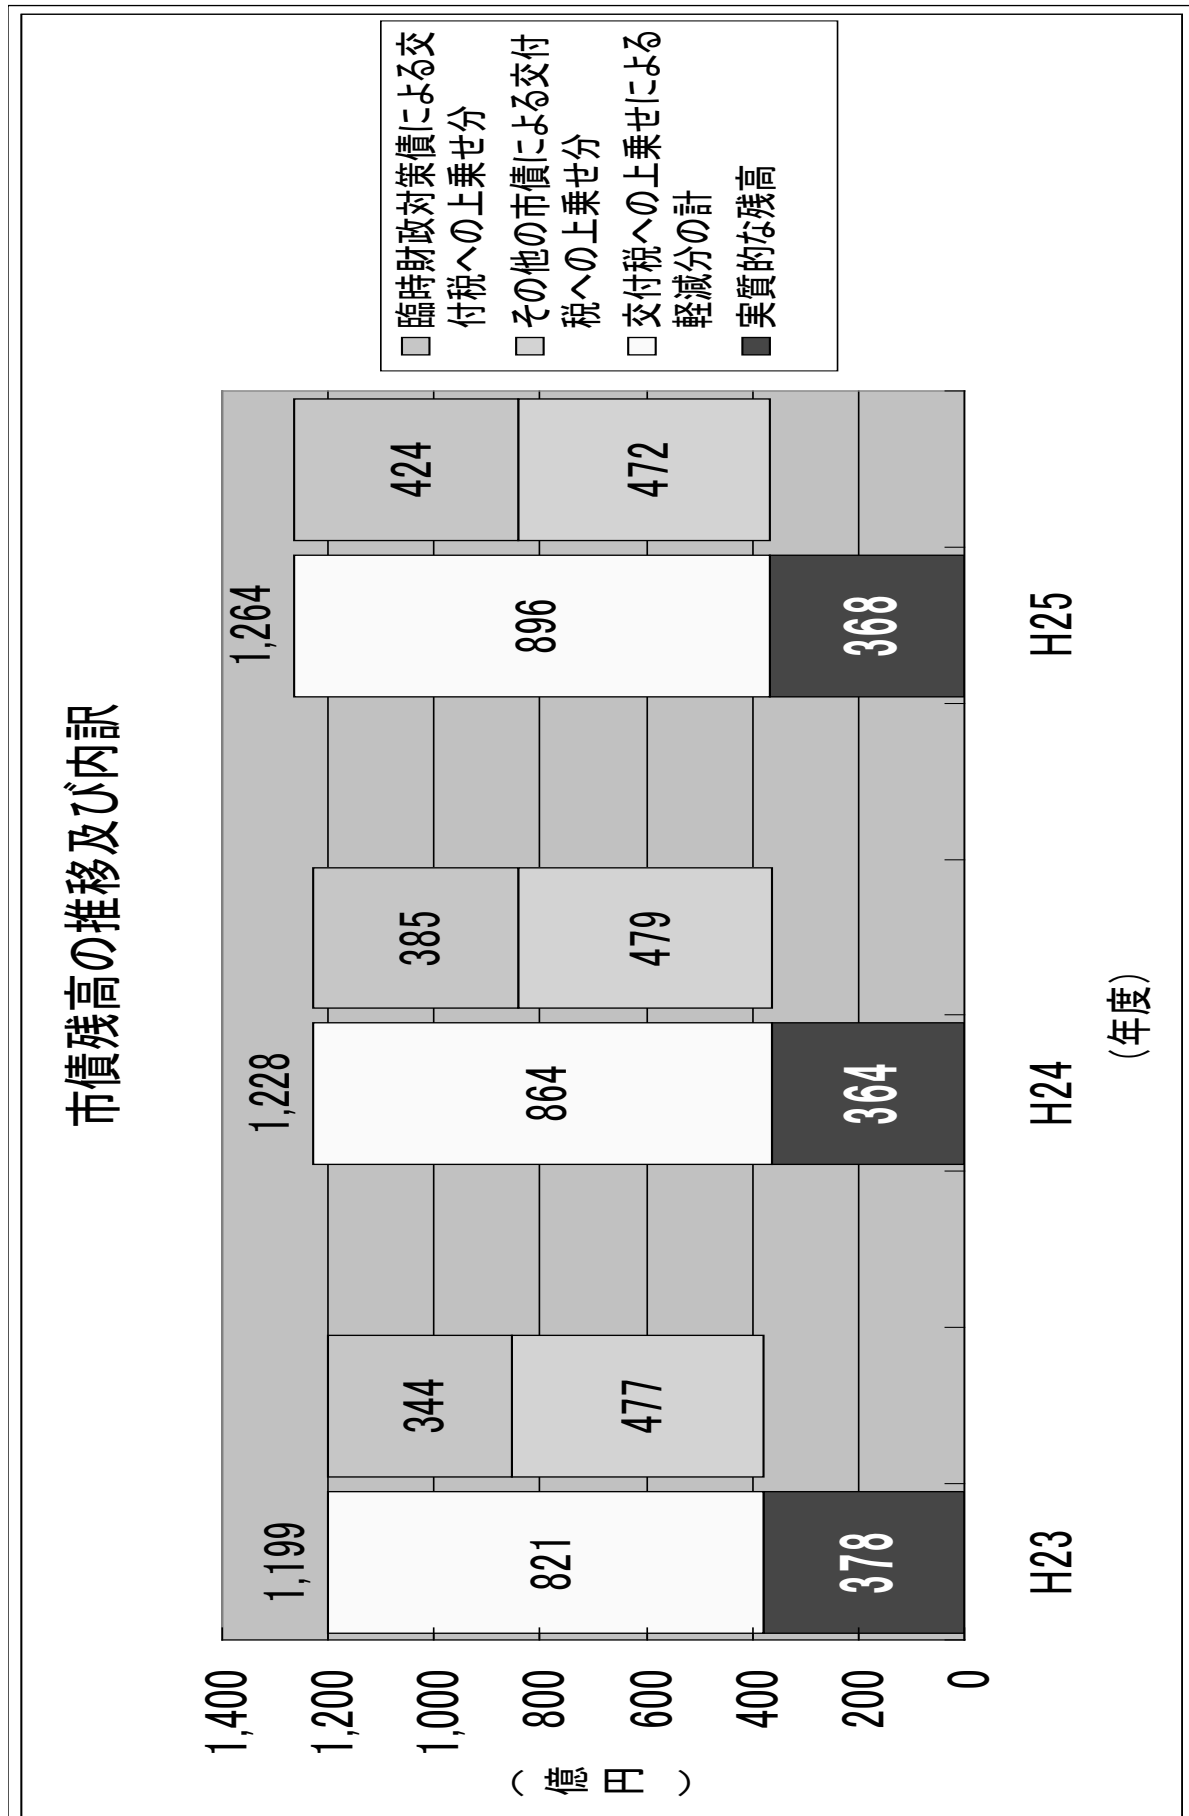 市債残高の推移及び内訳
（億円）
1,400
1,200
1,000
800
600
400
200
0
1,199
821
378
344
477
1,228
864
364
385
479
1,264
896
368
424
472
H23
H24
H25
（年度）
臨時財政対策債による交
付税への上乗せ分
その他の市債による交付
税への上乗せ分
交付税への上乗せによる
軽減分の計
実質的な残高